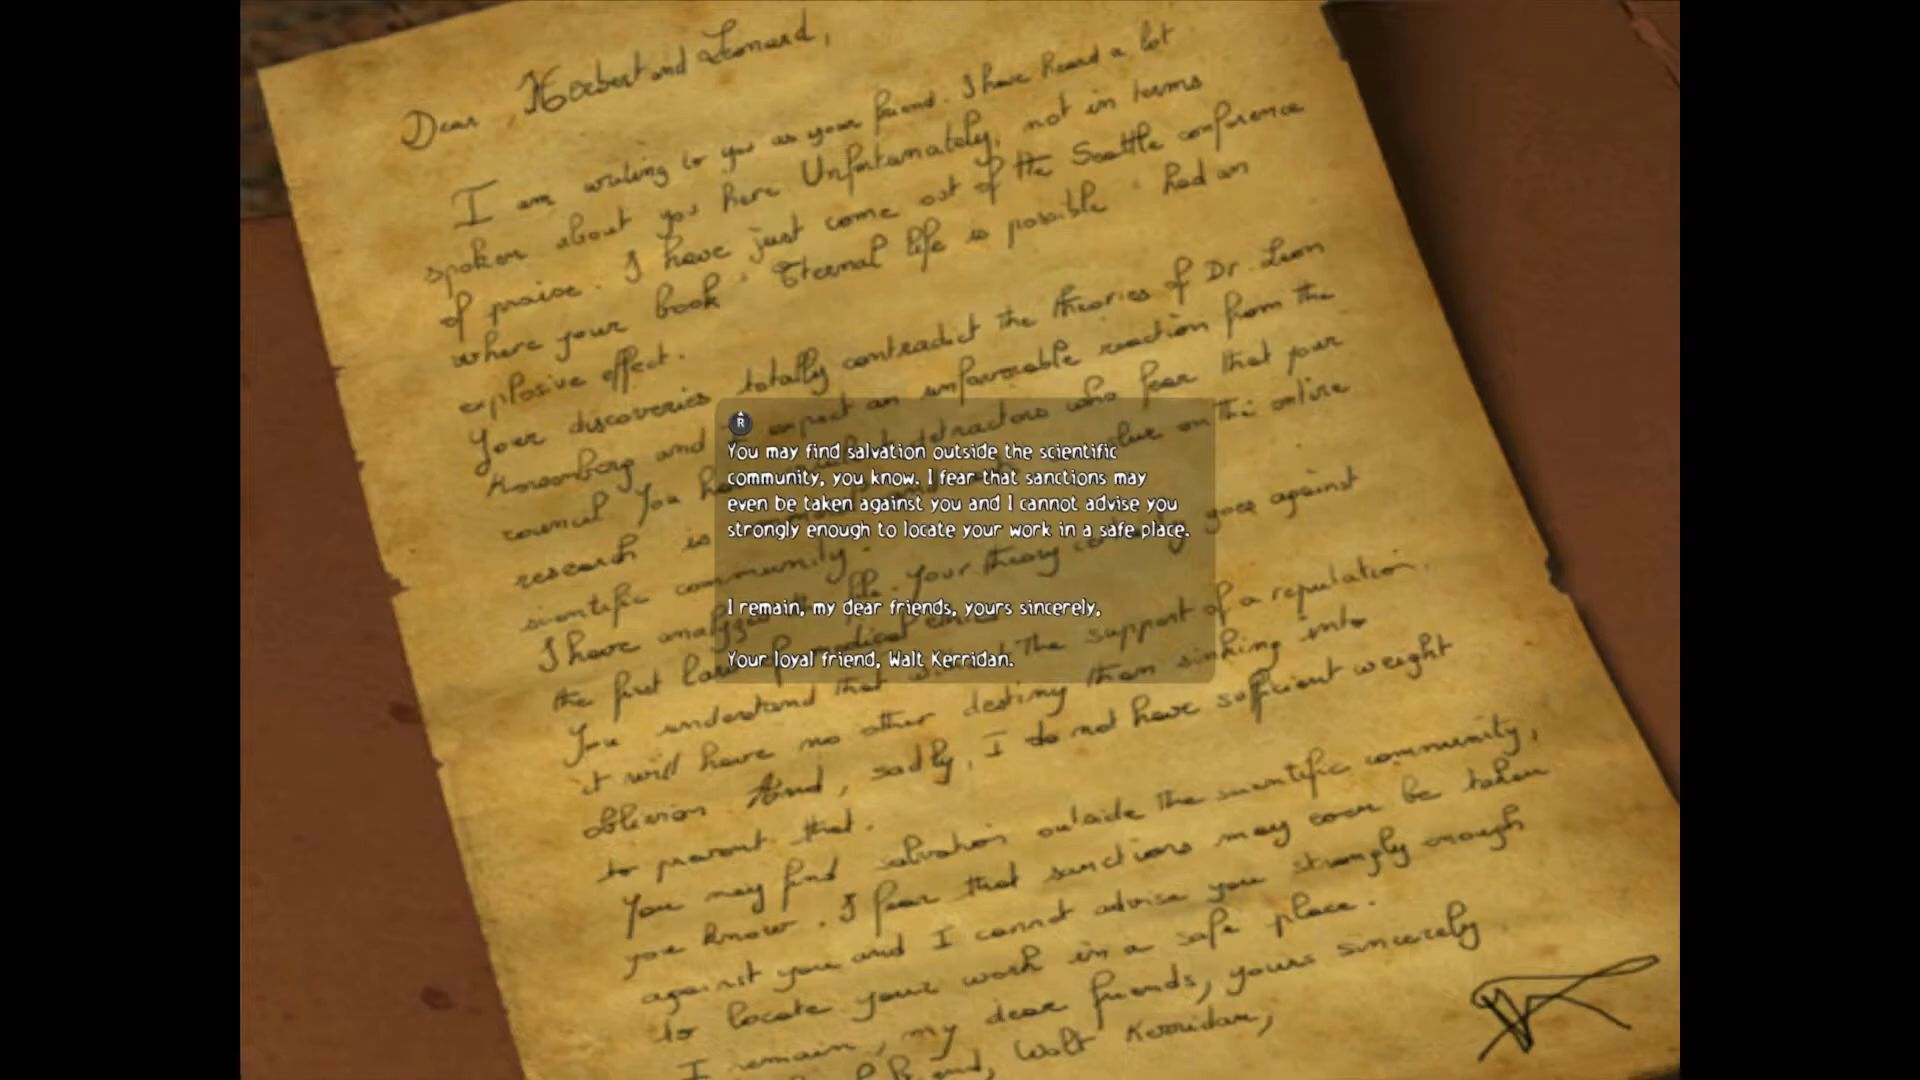 Dear Herbert and Leonard,
I am writing to you as your friend. I have heard a lot
spoken about you here Unfortunately, not in terms
of praise. I have just come out of the Seattle conference
where your book "Eternal life is possible" had an
explosive effect.
Your discoveries totally contradict the theories of Dr. Leon
Kronenberg and I expect an unfavorable reaction from the
council You detractors who fear that your
research is on the entire
scientific community.
I have Your theory goes against
the first medical
You understand that the support of a reputation.
it will have no other destiny than sinking into
oblivion And, sadly, I do not have sufficient weight
to prevent that.
You may find salvation outside the scientific community,
you know. I fear that sanctions may even be taken
against you and I cannot advise you strongly enough
to locate your work in a safe place.
I remain, my dear friends, yours sincerely
friend, Walt Kerridan,
R
You may find salvation outside the scientific
community, you know. I fear that sanctions may
even be taken against you and I cannot advise you
strongly enough to locate your work in a safe place.
I remain, my dear friends, yours sincerely,
Your loyal friend, Walt Kerridan.